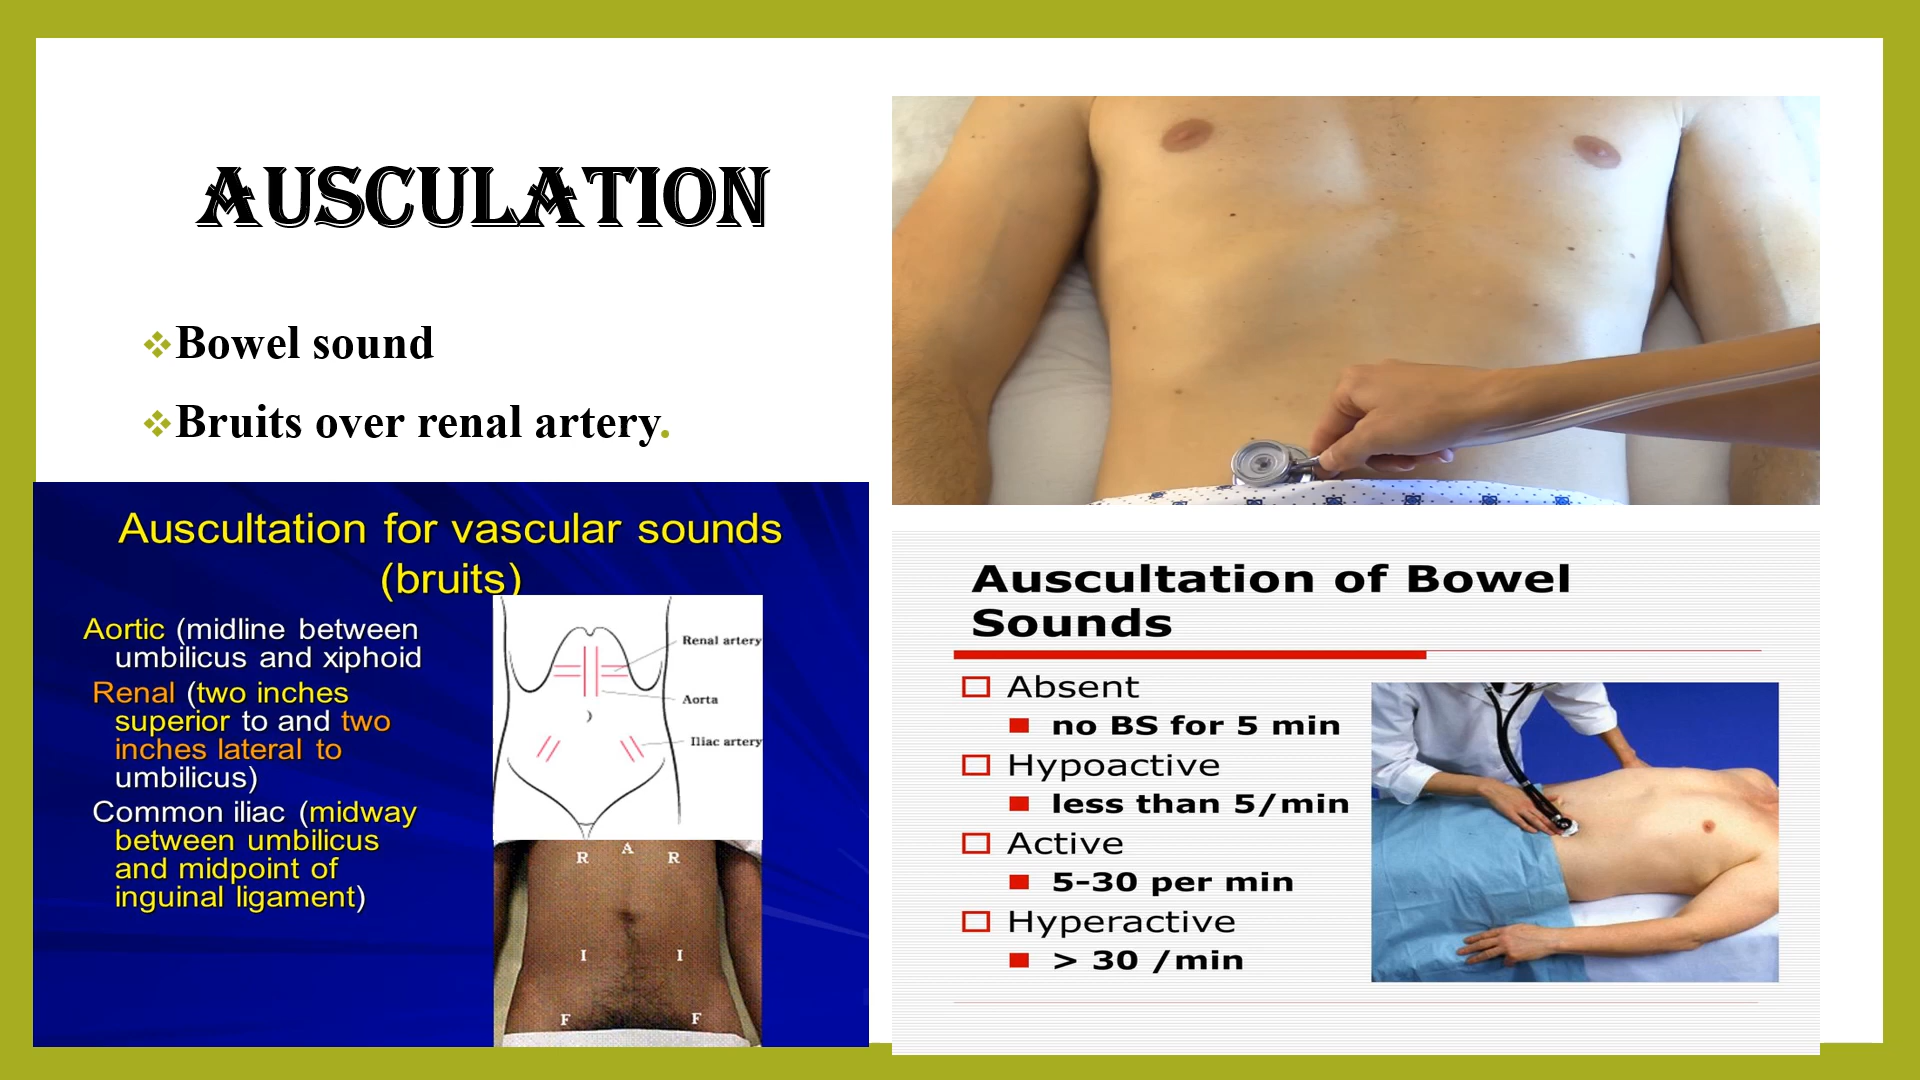 AUSCULATION
❖Bowel sound
❖Bruits over renal artery.
Auscultation for vascular sounds
(bruits)
Aortic (midline between
umbilicus and xiphoid
Renal (two inches
superior to and two
inches lateral to
umbilicus)
Common iliac (midway
between umbilicus
and midpoint of
inguinal ligament)
Renal artery
Aorta
Iliac artery
R A R
I I
F F
Auscultation of Bowel
Sounds
Absent
no BS for 5 min
Hypoactive
less than 5/min
Active
5-30 per min
Hyperactive
> 30 /min